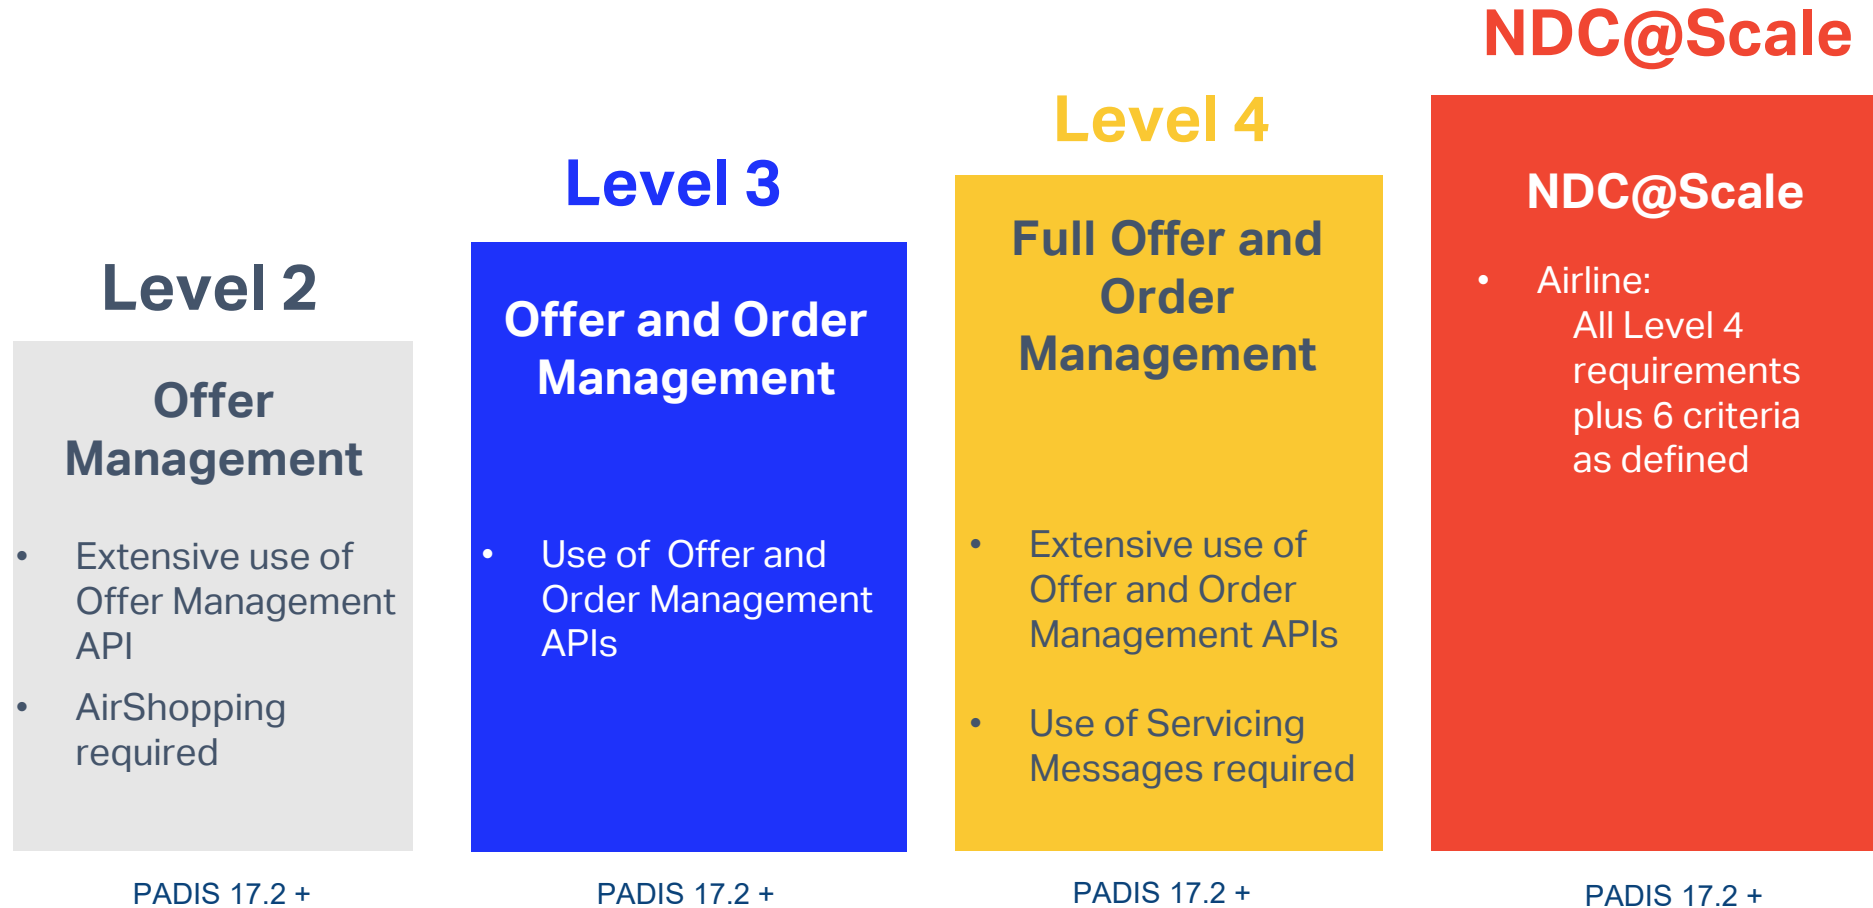 Level 2
Offer
Management
• Extensive use of
Offer Management
API
• AirShopping
required
PADIS 17.2 +
Level 3
Offer and Order
Management
• Use of  Offer and
Order Management
APIs
PADIS 17.2 +
Level 4
Full Offer and
Order
Management
• Extensive use of
Offer and Order
Management APIs
• Use of Servicing
Messages required
PADIS 17.2 +
NDC@Scale
NDC@Scale
• Airline:
All Level 4
requirements
plus 6 criteria
as defined
PADIS 17.2 +